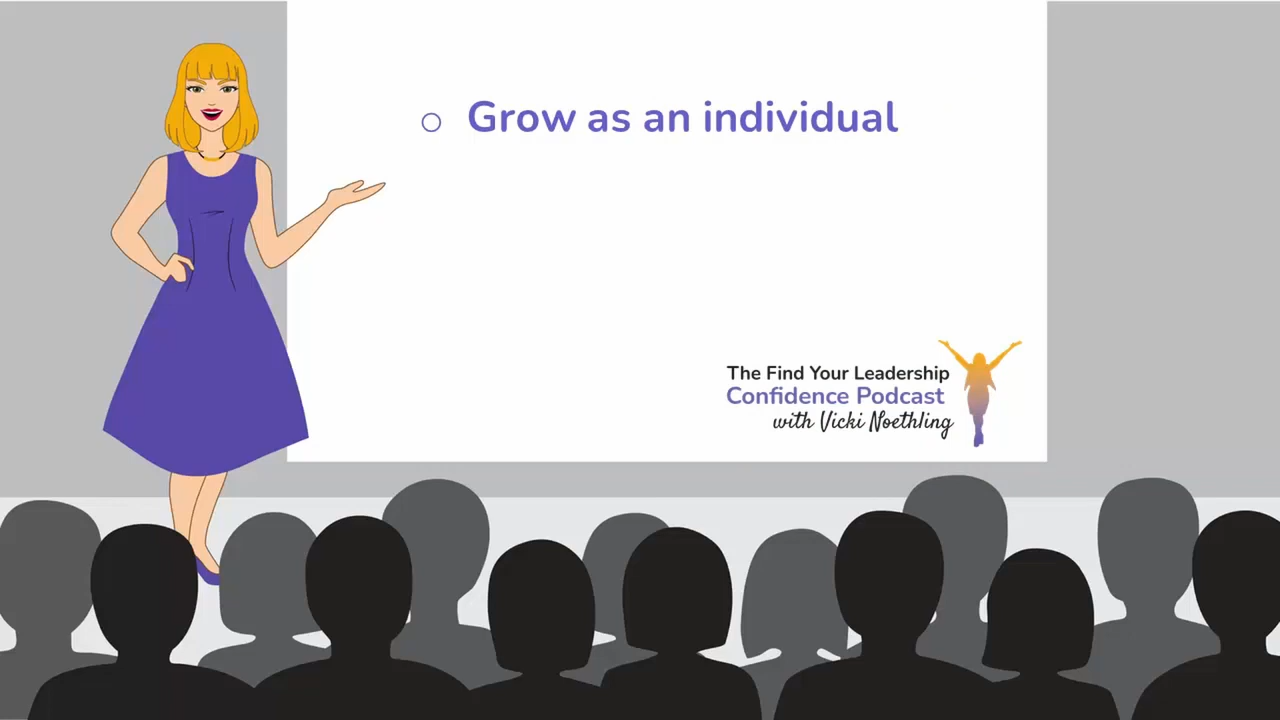 Grow as an individual
The Find Your Leadership
Confidence Podcast
with Vicki Noethling